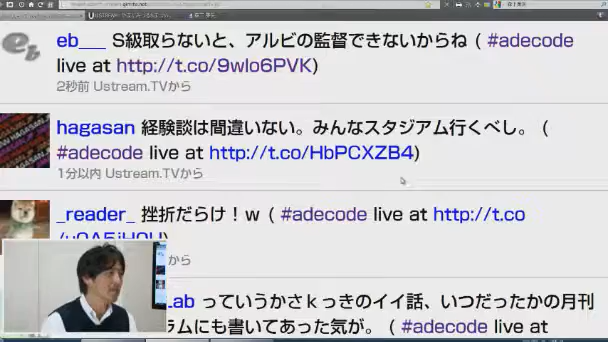 eb___ S級取らないと、アルビの監督できないからね ( #adecode
live at http://t.co/9wIo6PVK)
2秒前 Ustream.TVから
hagasan 経験談は間違いない。みんなスタジアム行くべし。 (
#adecode live at http://t.co/HbPCXZB4)
1分以内 Ustream.TVから
_reader_ 挫折だらけ！w ( #adecode live at http://t.co
から
Lab っていうかさkっきのイイ話、いつだったかの月刊
ラムにも書いてあった気が。 ( #adecode live at